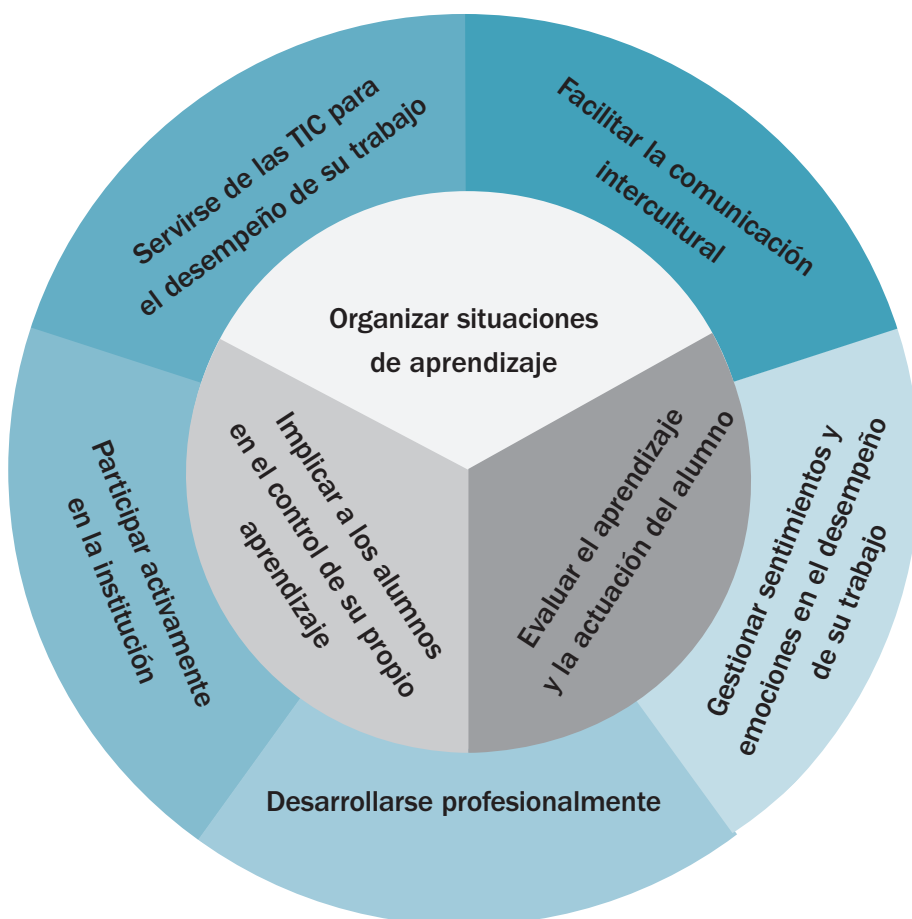 Servirse de las TIC para
el desempeño de su trabajo
Facilitar la comunicación
intercultural
Organizar situaciones
de aprendizaje
Implicar a los alumnos
en el control de su propio
aprendizaje
Evaluar el aprendizaje
y la actuación del alumno
Participar activamente
en la institución
Gestionar sentimientos y
emociones en el desempeño
de su trabajo
Desarrollarse profesionalmente